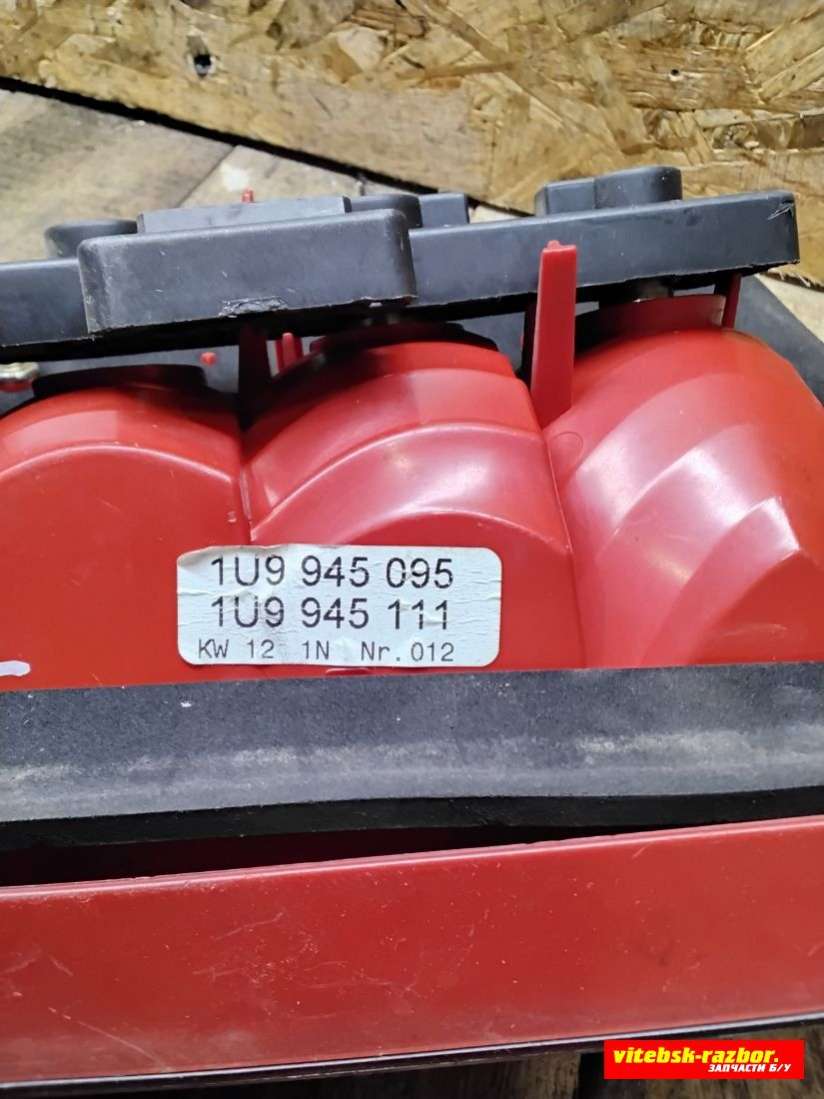 1U9 945 095
1U9 945 111
KW 12 1N Nr.012
vitebsk-razbor.
ЗАПЧАСТИ Б/У